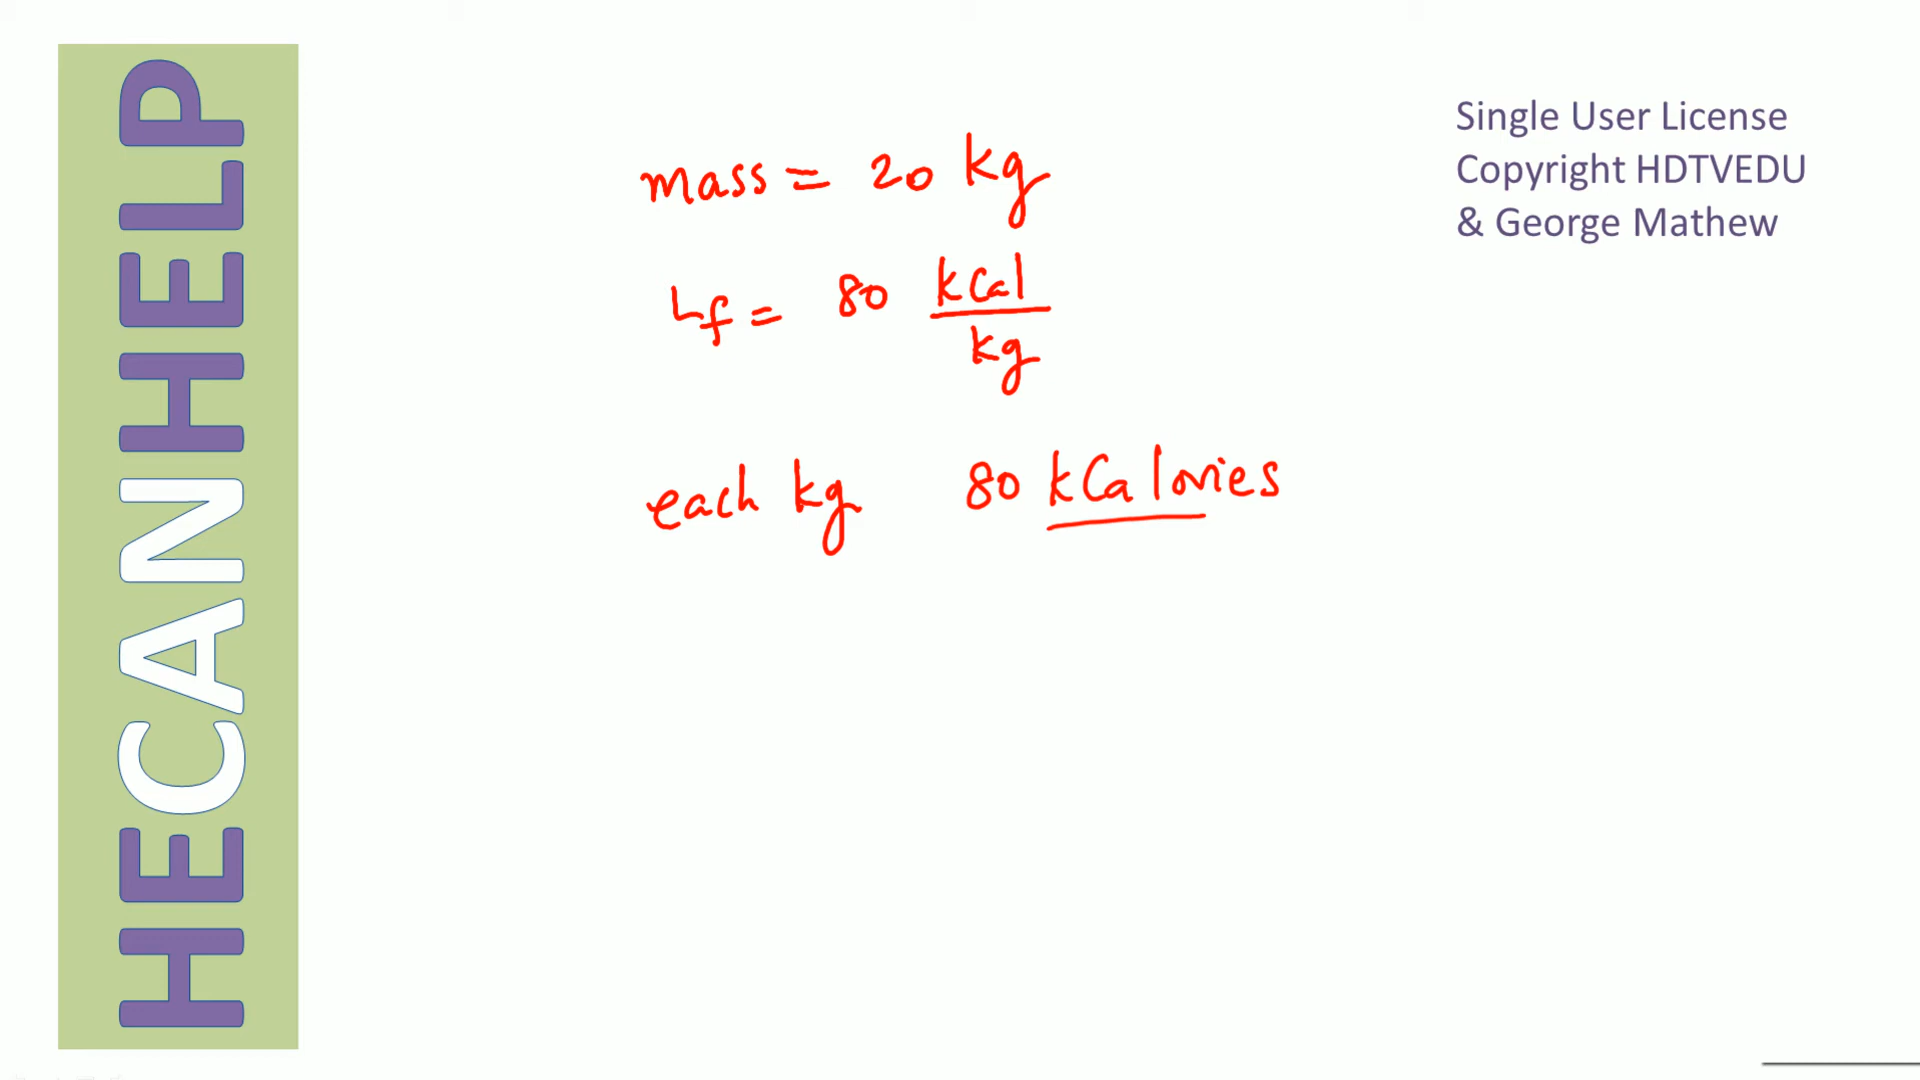 HECANHELP
mass = 20 kg
Lf = 80 kCal
kg
each kg 80 kCalories
Single User License
Copyright HDTVEDU
& George Mathew